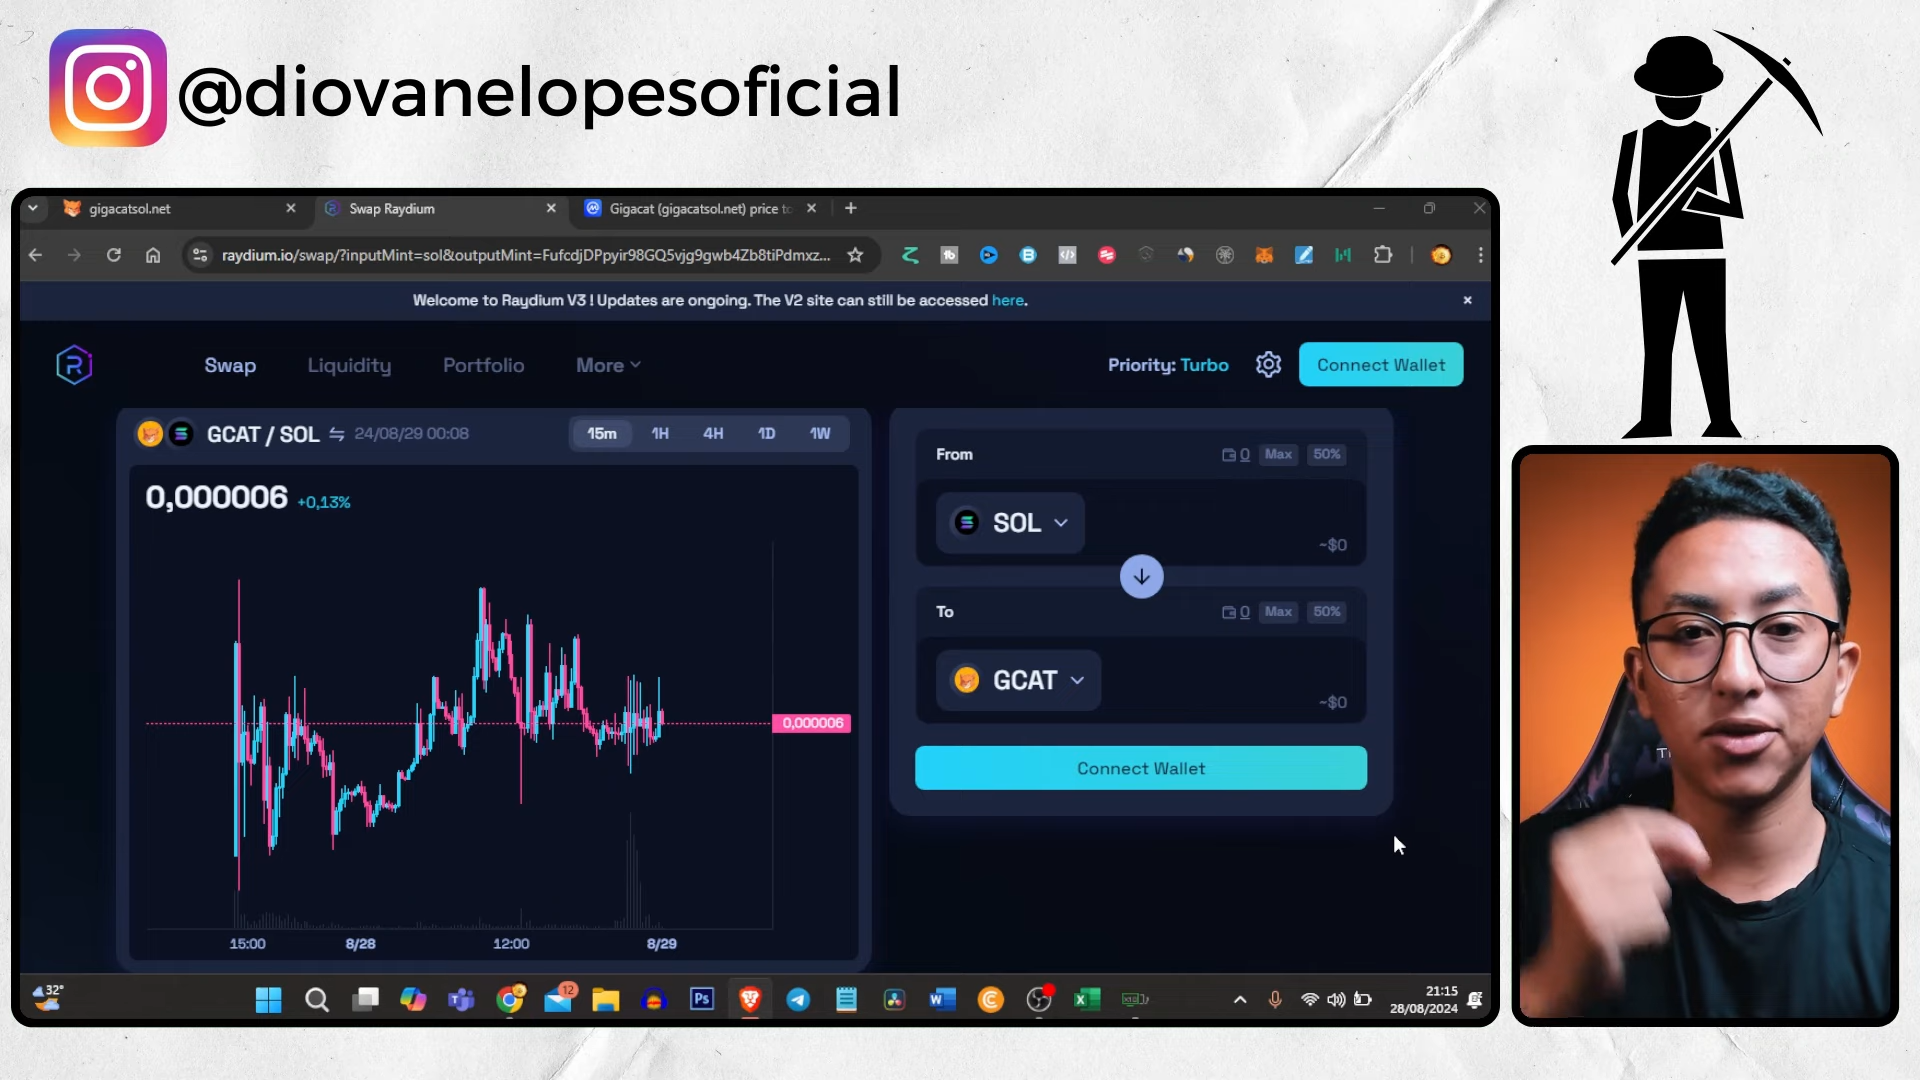 @diovanelopesoficial
gigacatsol.net
Swap Raydium
Gigacat (gigacatsol.net) price to
raydium.io/swap/?inputMint=sol&outputMint=FufcdjDPpyir98GQ5vjg9gwb4Zb8tiPdmxz...
Welcome to Raydium V3 ! Updates are ongoing. The V2 site can still be accessed here.
Swap
Liquidity
Portfolio
More
Priority: Turbo
Connect Wallet
GCAT / SOL
24/08/29 00:08
15m
1H
4H
1D
1W
0,000006
+0,13%
0,000006
15:00
8/28
12:00
8/29
From
0
Max
50%
SOL
~$0
To
0
Max
50%
GCAT
~$0
Connect Wallet
32°
12
Ps
21:15
28/08/2024